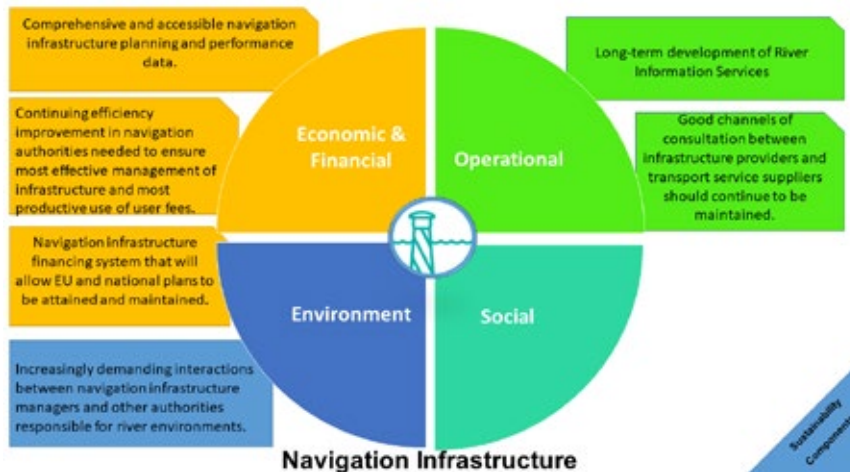 Comprehensive and accessible navigation
infrastructure planning and performance
data.
Continuing efficiency
improvement in navigation
authorities needed to ensure
most effective management of
infrastructure and most
productive use of user fees.
Navigation infrastructure
financing system that will
allow EU and national plans to
be attained and maintained.
Increasingly demanding interactions
between navigation infrastructure
managers and other authorities
responsible for river environments.
Economic &
Financial
Operational
Environment
Social
Long-term development of River
Information Services
Good channels of
consultation between
infrastructure providers and
transport service suppliers
should continue to be
maintained.
Navigation Infrastructure
Sustainability
Components